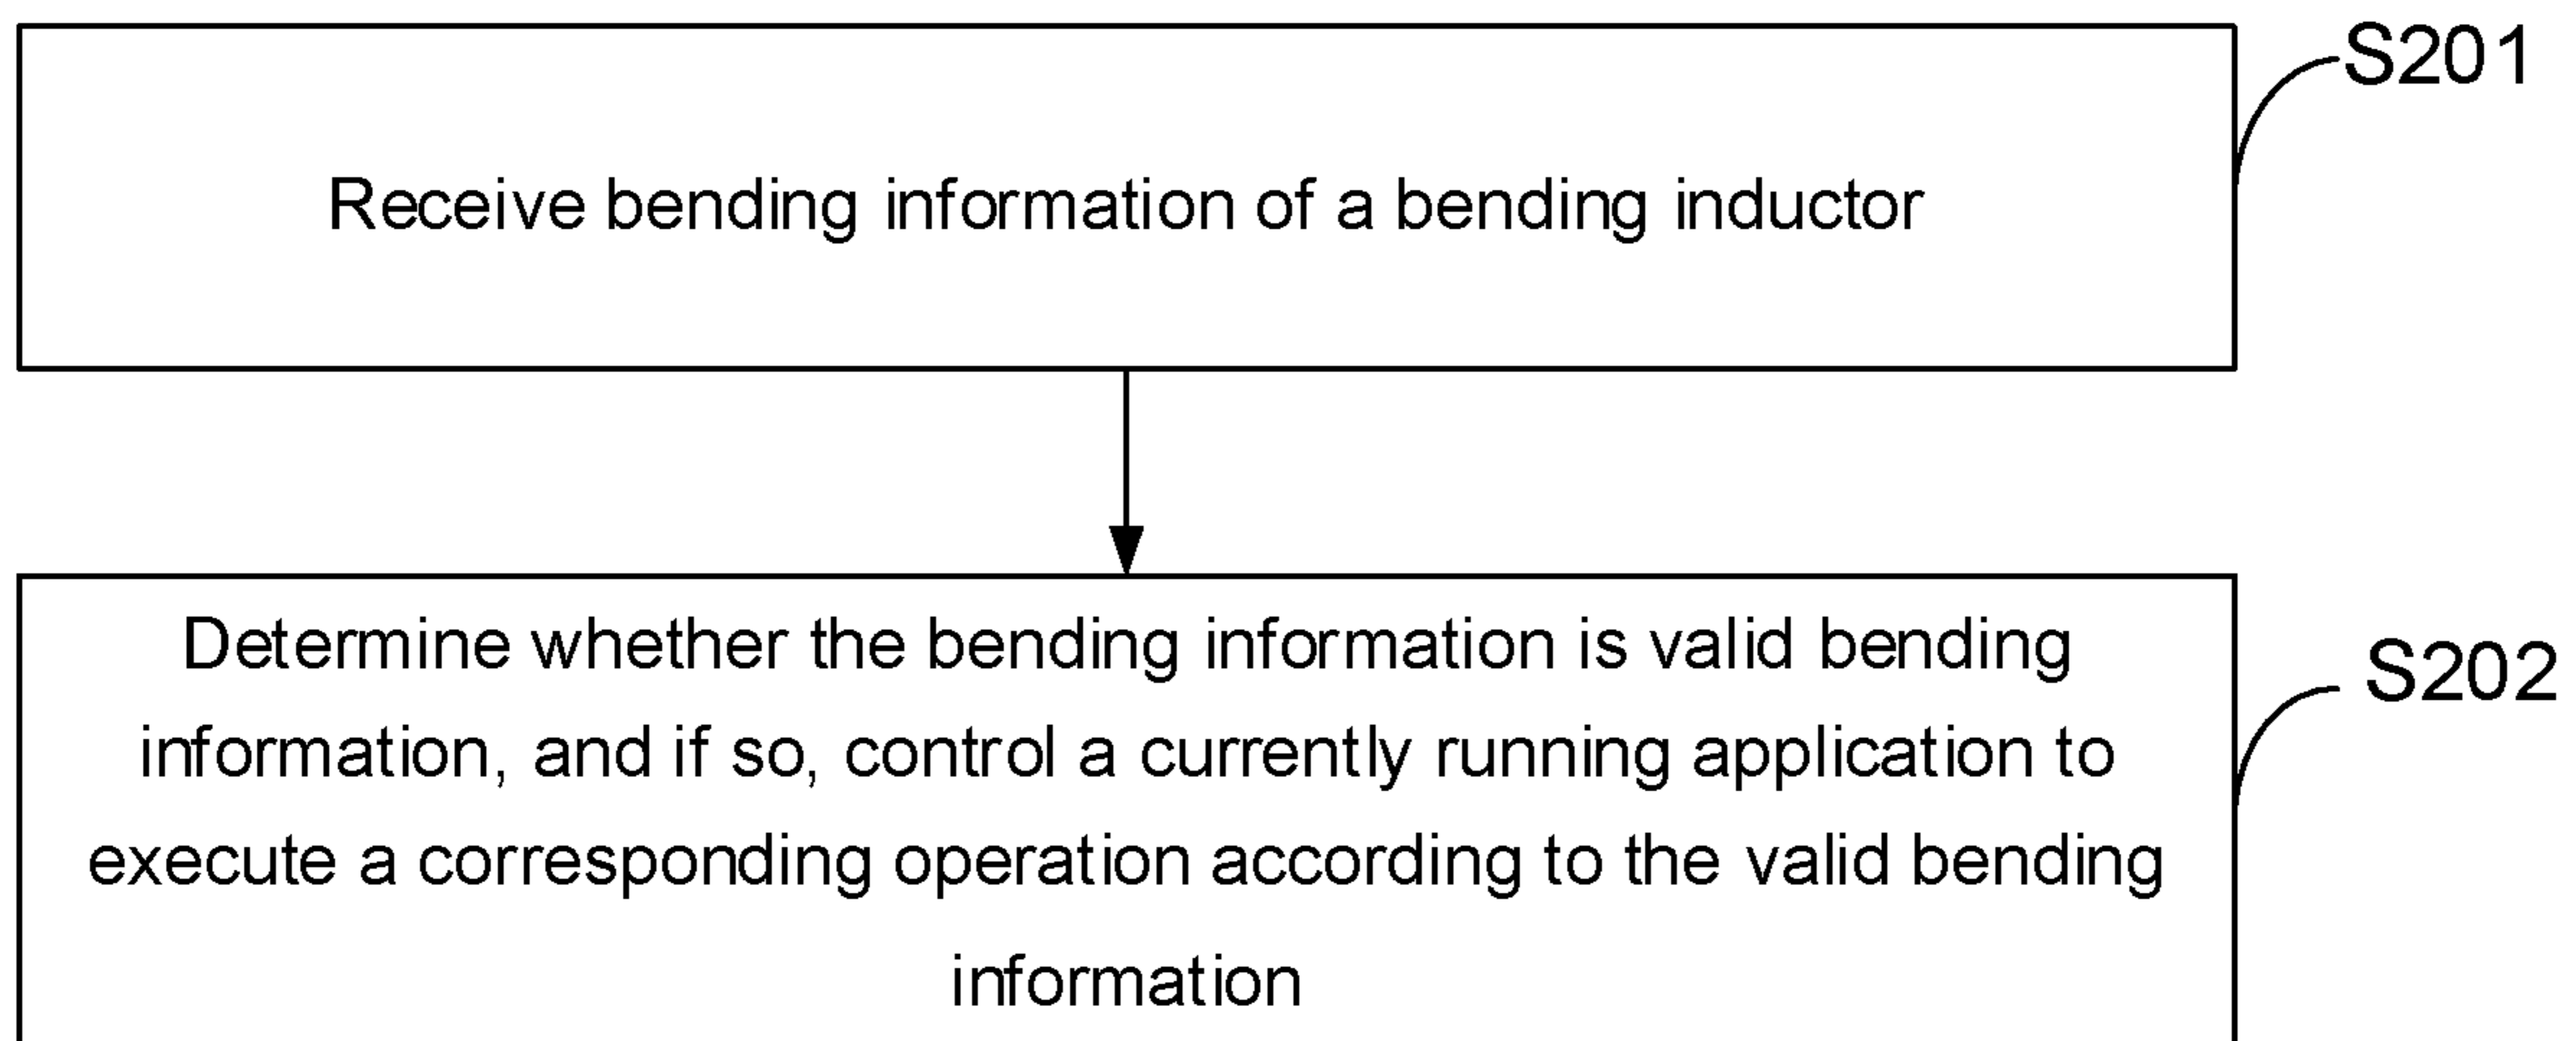 S201
Receive bending information of a bending inductor
Determine whether the bending information is valid bending
S202
information, and if so, control a currently running application to
execute a corresponding operation according to the valid bending
information